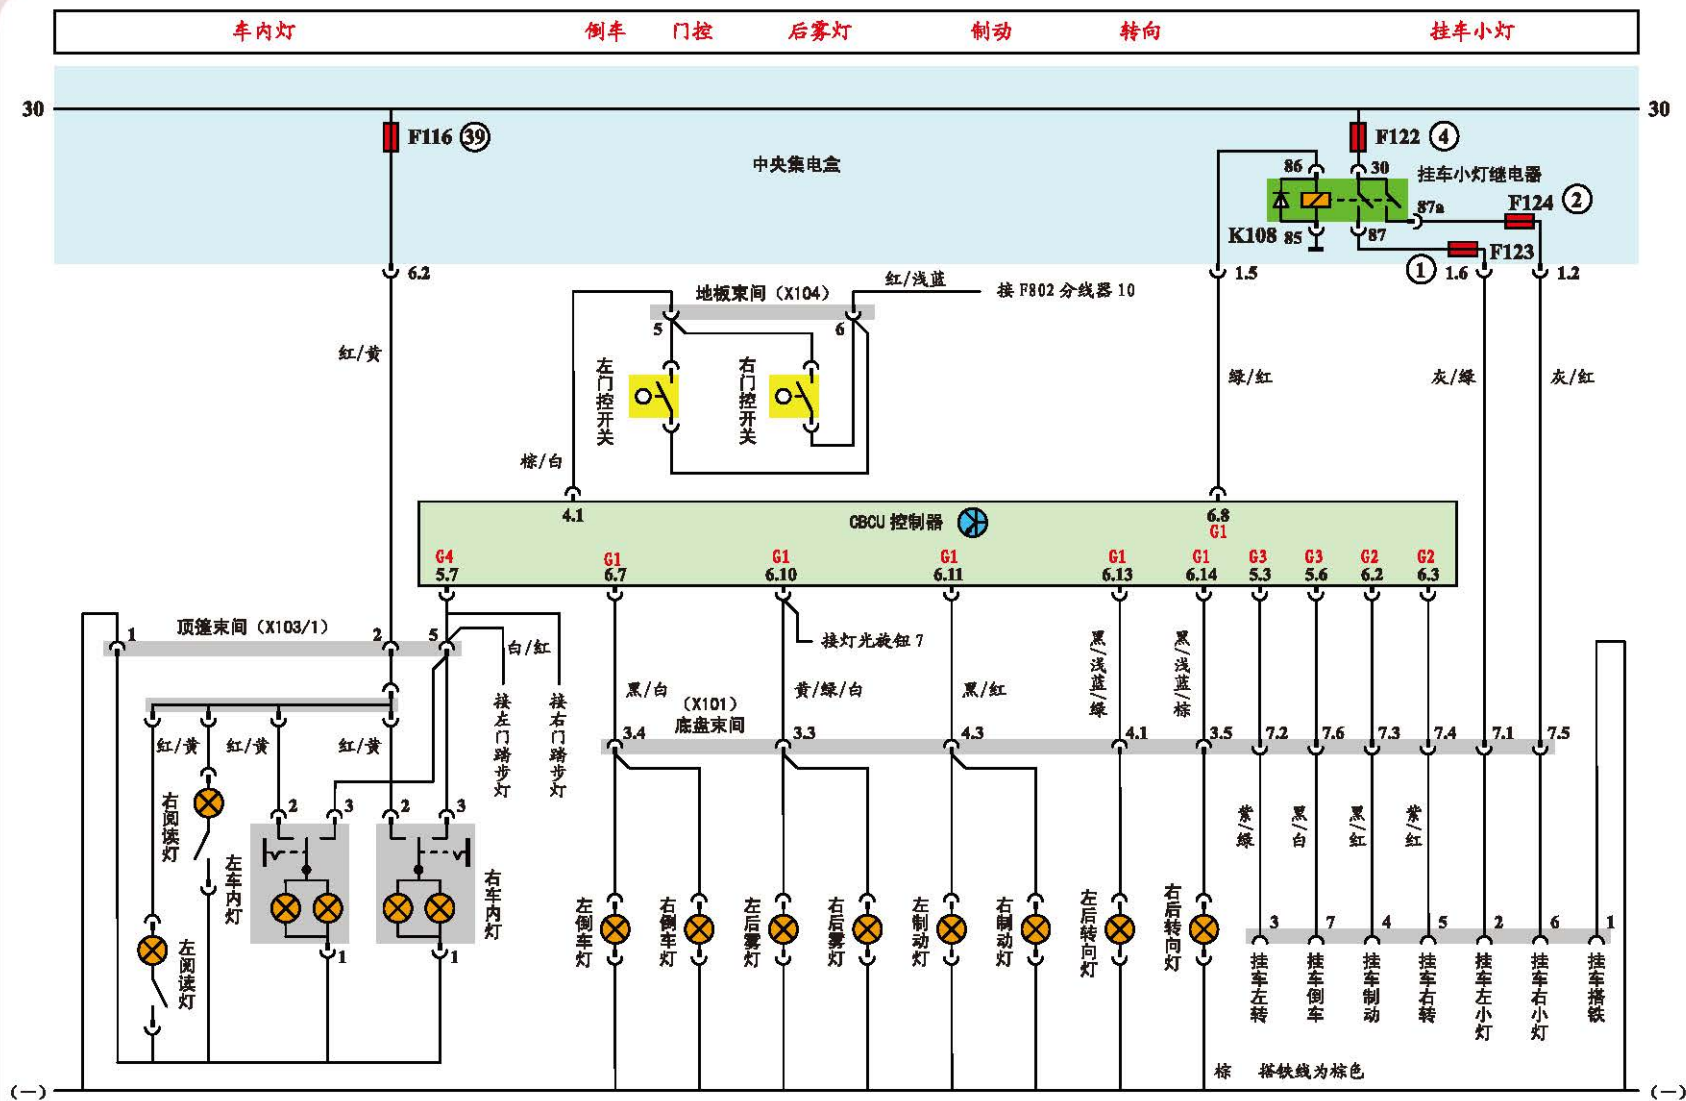 车内灯 倒车 门控 后雾灯 制动 转向 挂车小灯
30 30
F116 39
中央集电盒
F122 4
86 30 挂车小灯继电器
87a F124 2
K108 85 87 F123
6.2 1.5 1 1.6 1.2
红/浅蓝
地板束间（X104） 接 F802 分线器 10
5 6
红/黄
左门控开关
右门控开关
绿/红 灰/绿 灰/红
棕/白
4.1 CBCU 控制器 6.8
G1
G4 G1 G1 G1 G1 G1 G3 G3 G2 G2
5.7 6.7 6.10 6.11 6.13 6.14 5.3 5.6 6.2 6.3
顶篷束间（X103/1）
1 2 5
白/红
接灯光旋钮 7
黑/浅蓝/绿
黑/浅蓝/棕
黑/白 黄/绿/白 黑/红
接左门踏步灯
接右门踏步灯
（X101）
底盘束间
3.4 3.3 4.3 4.1 3.5 7.2 7.6 7.3 7.4 7.1 7.5
红/黄 红/黄 红/黄
右阅读灯
2 3 2 3
紫/绿
黑/白
黑/红
紫/红
左车内灯
右车内灯
左阅读灯
1 1
左倒车灯
右倒车灯
左后雾灯
右后雾灯
左制动灯
右制动灯
左后转向灯
右后转向灯
3 7 4 5 2 6 1
挂车左转
挂车倒车
挂车制动
挂车右转
挂车左小灯
挂车右小灯
挂车搭铁
棕 搭铁线为棕色
（—） （—）